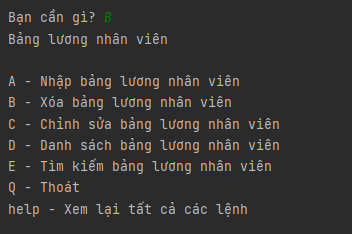 Bạn cần gì? B
Bảng lương nhân viên
A - Nhập bảng lương nhân viên
B - Xóa bảng lương nhân viên
C - Chỉnh sửa bảng lương nhân viên
D - Danh sách bảng lương nhân viên
E - Tìm kiếm bảng lương nhân viên
Q - Thoát
help - Xem lại tất cả các lệnh